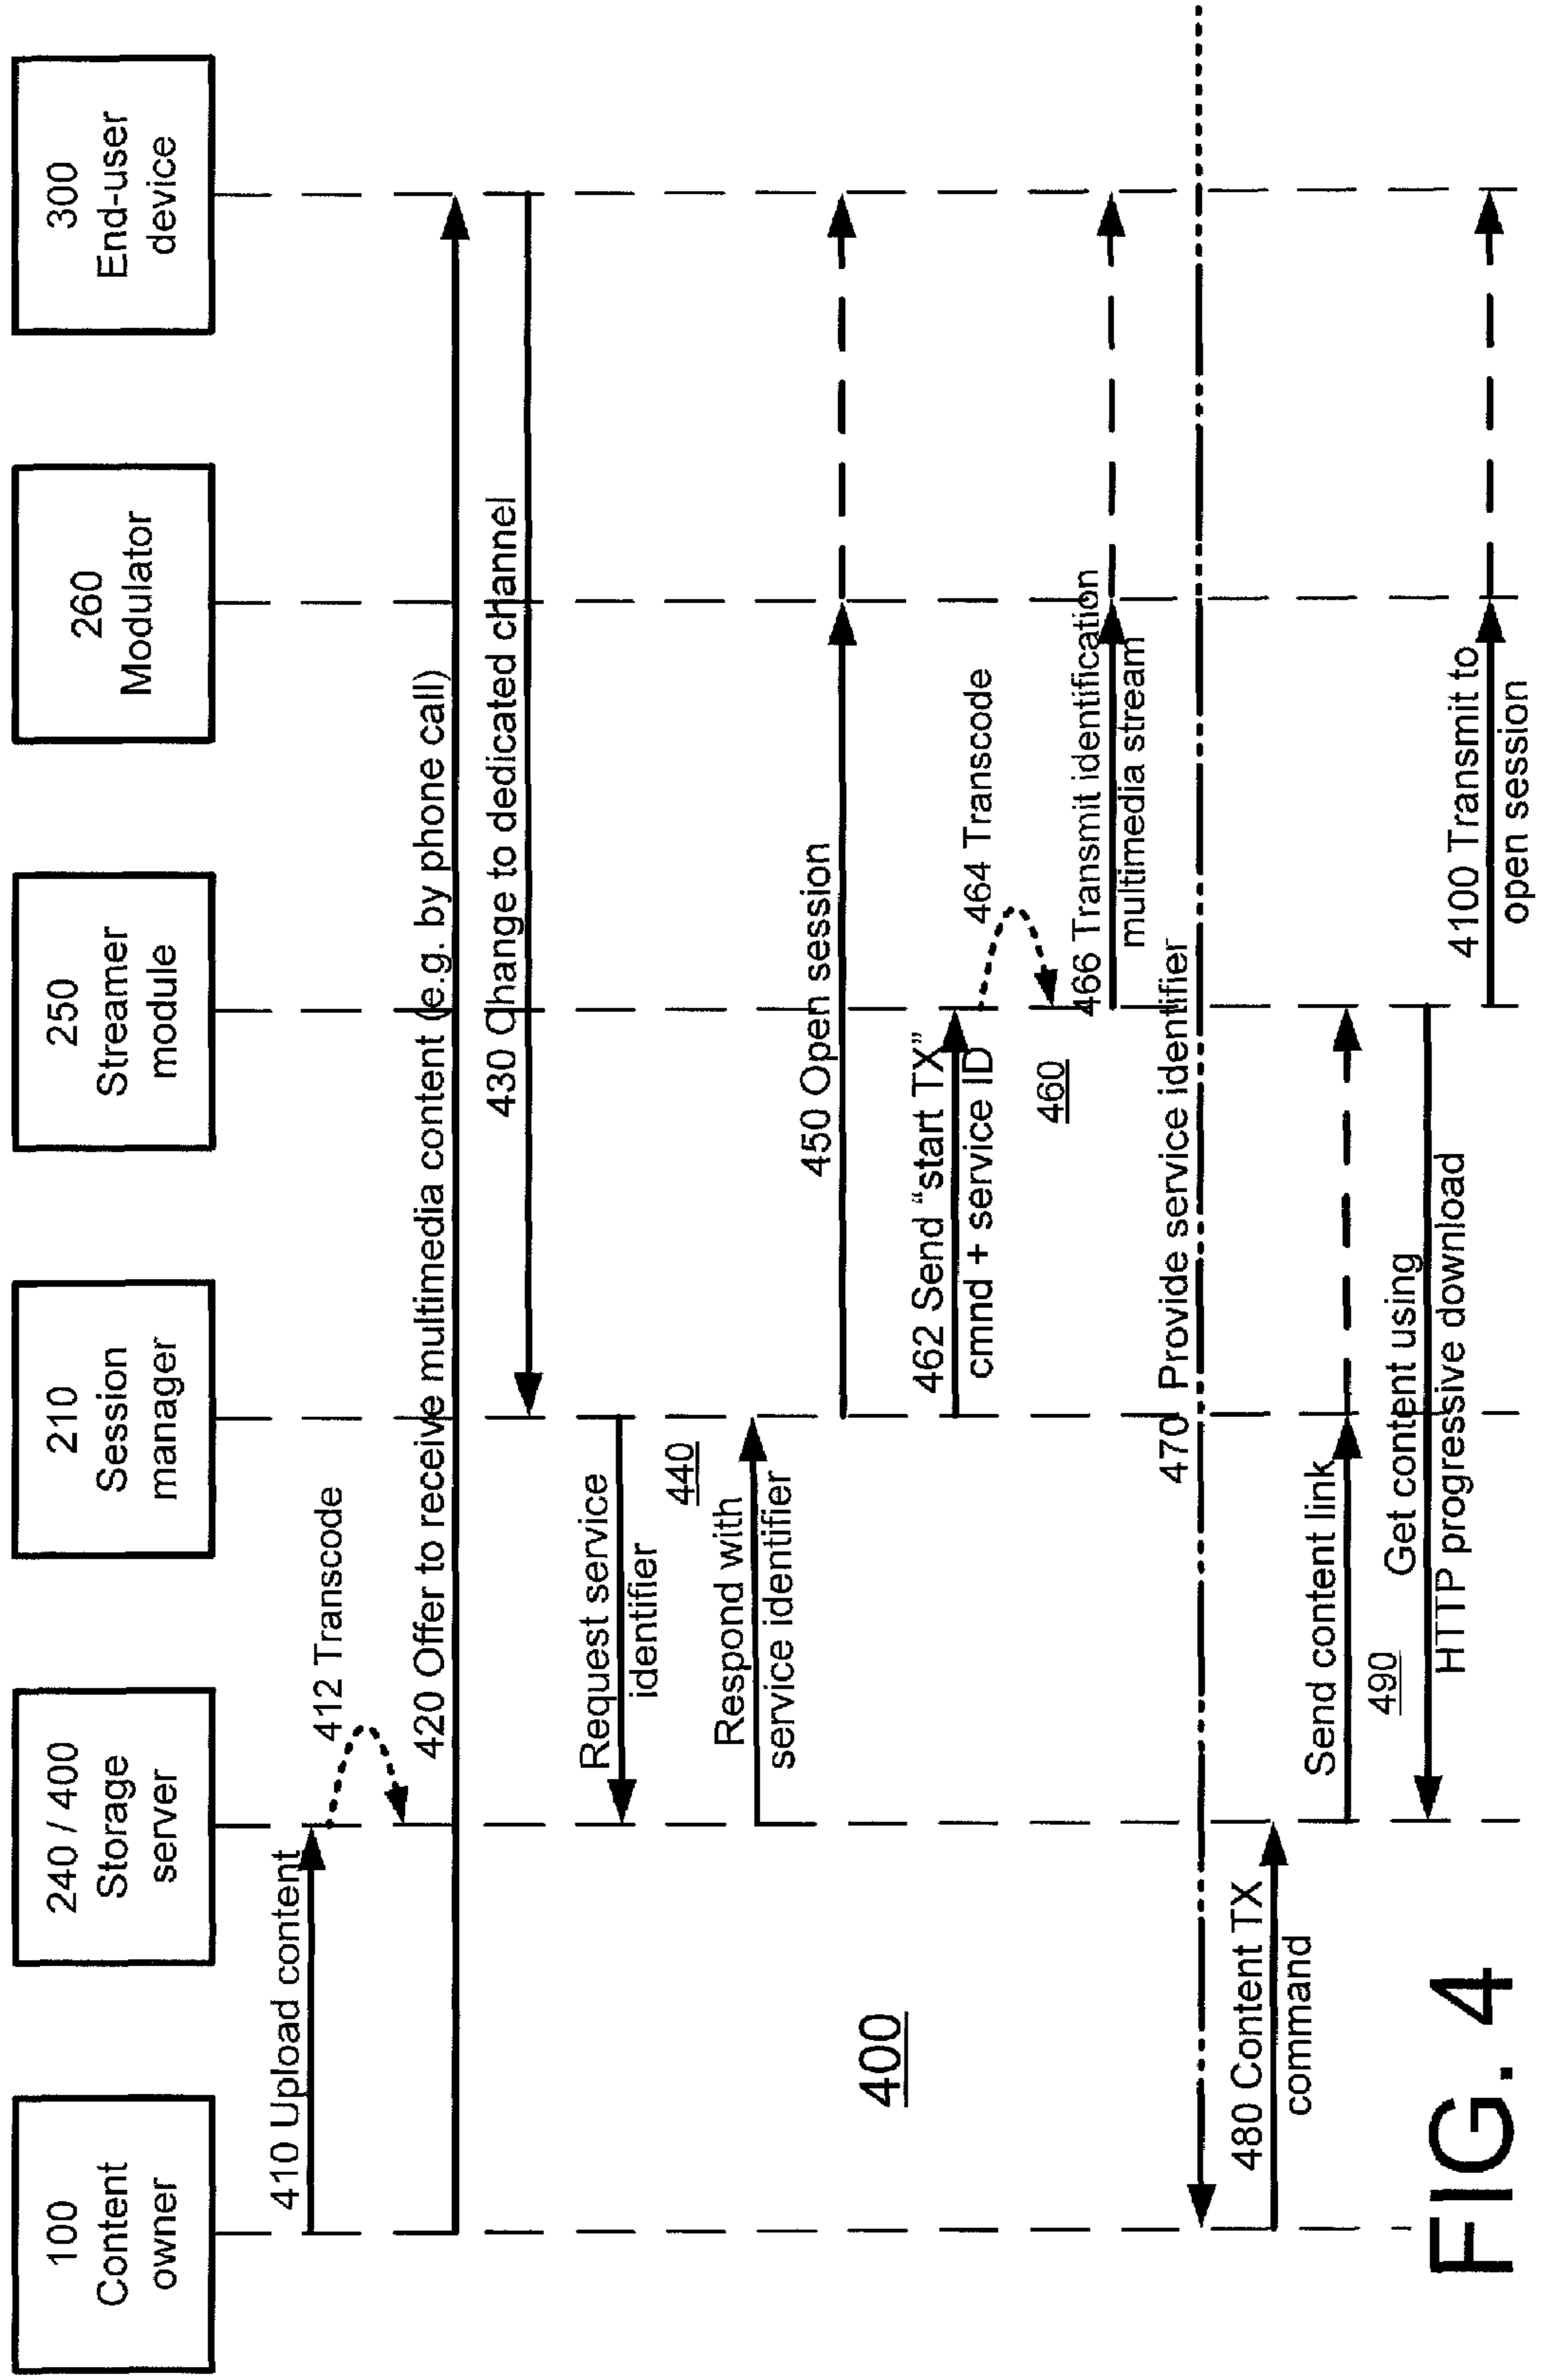 100
Content
owner
240 / 400
Storage
server
210
Session
manager
250
Streamer
module
260
Modulator
300
End-user
device
410 Upload content
412 Transcode
420 Offer to receive multimedia content (e.g. by phone call)
430 Change to dedicated channel
Request service
identifier
440
Respond with
service identifier
450 Open session
400
462 Send “start TX”
cmnd + service ID
464 Transcode
460
466 Transmit identification
multimedia stream
470 Provide service identifier
480 Content TX
command
Send content link
490
Get content using
HTTP progressive download
4100 Transmit to
open session
FIG. 4